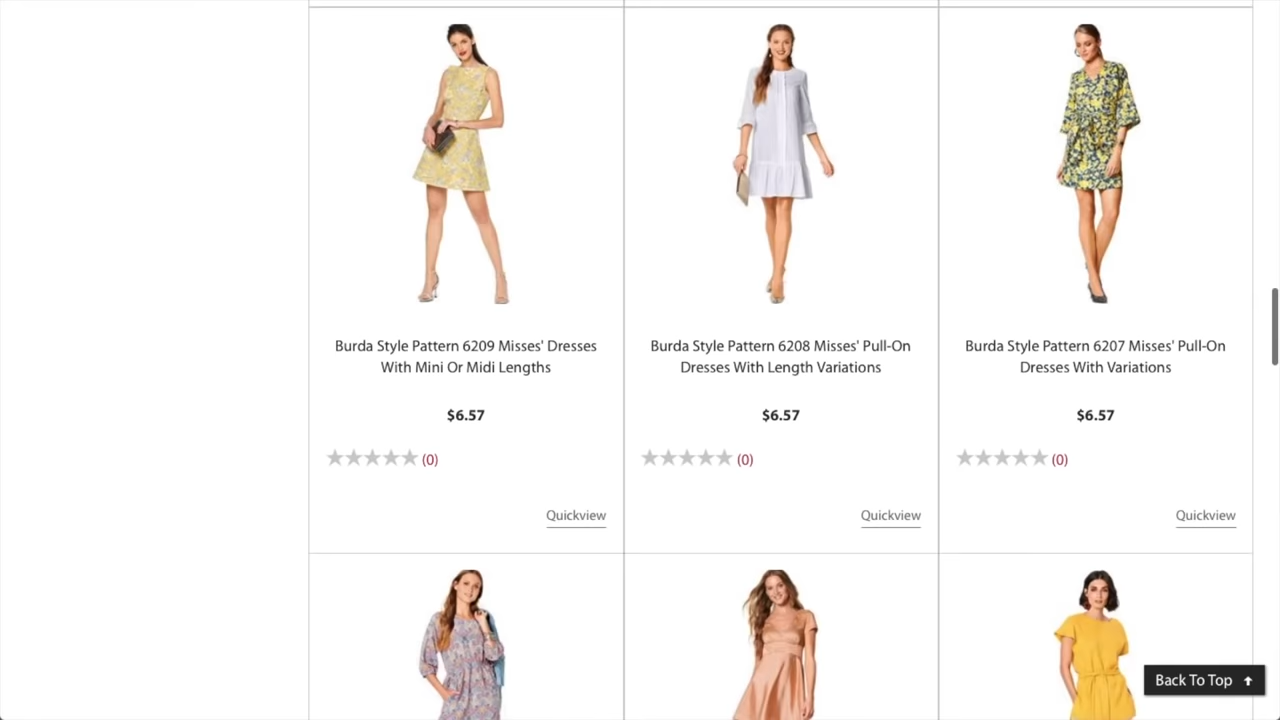 Burda Style Pattern 6209 Misses' Dresses
With Mini Or Midi Lengths
$6.57
(0)
Quickview
Burda Style Pattern 6208 Misses' Pull-On
Dresses With Length Variations
$6.57
(0)
Quickview
Burda Style Pattern 6207 Misses' Pull-On
Dresses With Variations
$6.57
(0)
Quickview
Back To Top